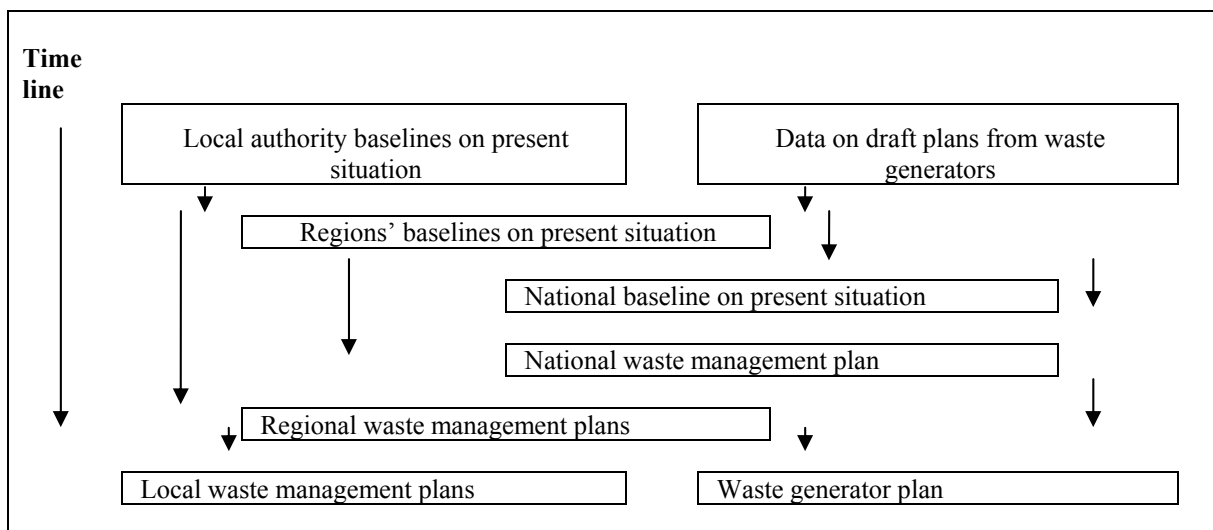 Time
line
Local authority baselines on present
situation
Data on draft plans from waste
generators
Regions’ baselines on present situation
National baseline on present situation
National waste management plan
Regional waste management plans
Local waste management plans
Waste generator plan